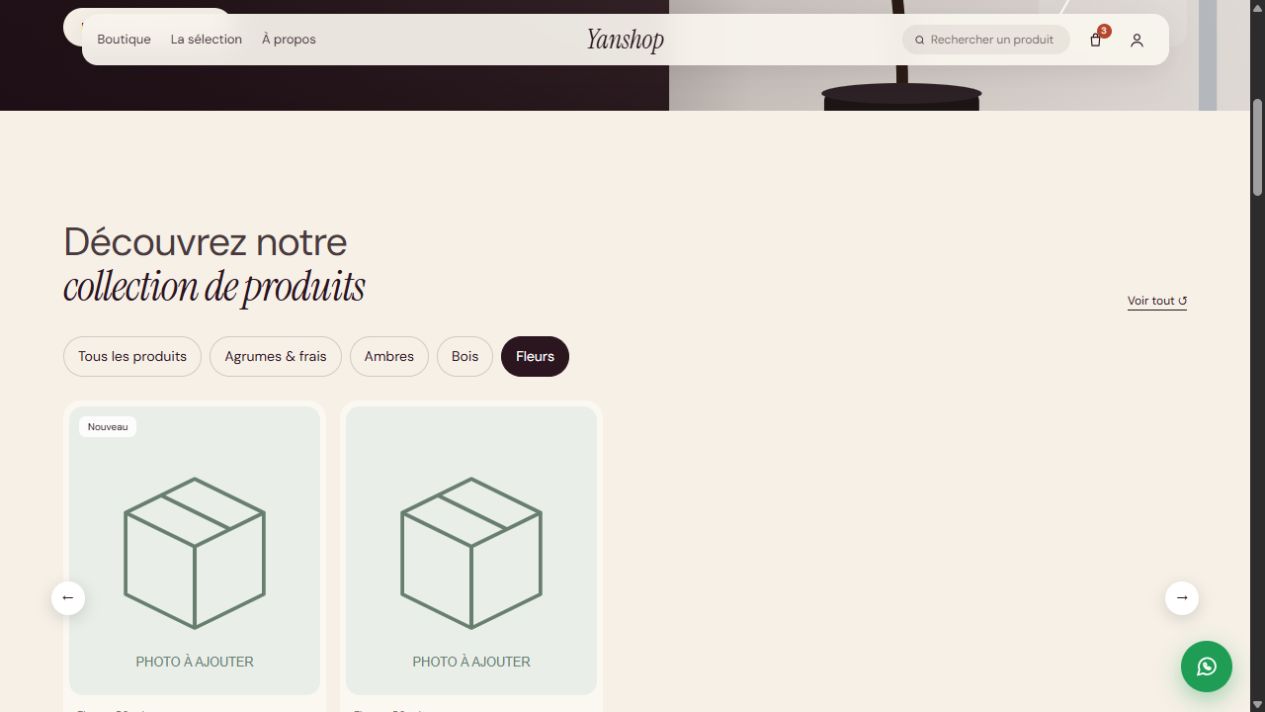 Boutique La sélection À propos Yanshop Rechercher un produit 3
Découvrez notre
collection de produits
Voir tout
Tous les produits Agrumes & frais Ambres Bois Fleurs
Nouveau
PHOTO À AJOUTER PHOTO À AJOUTER